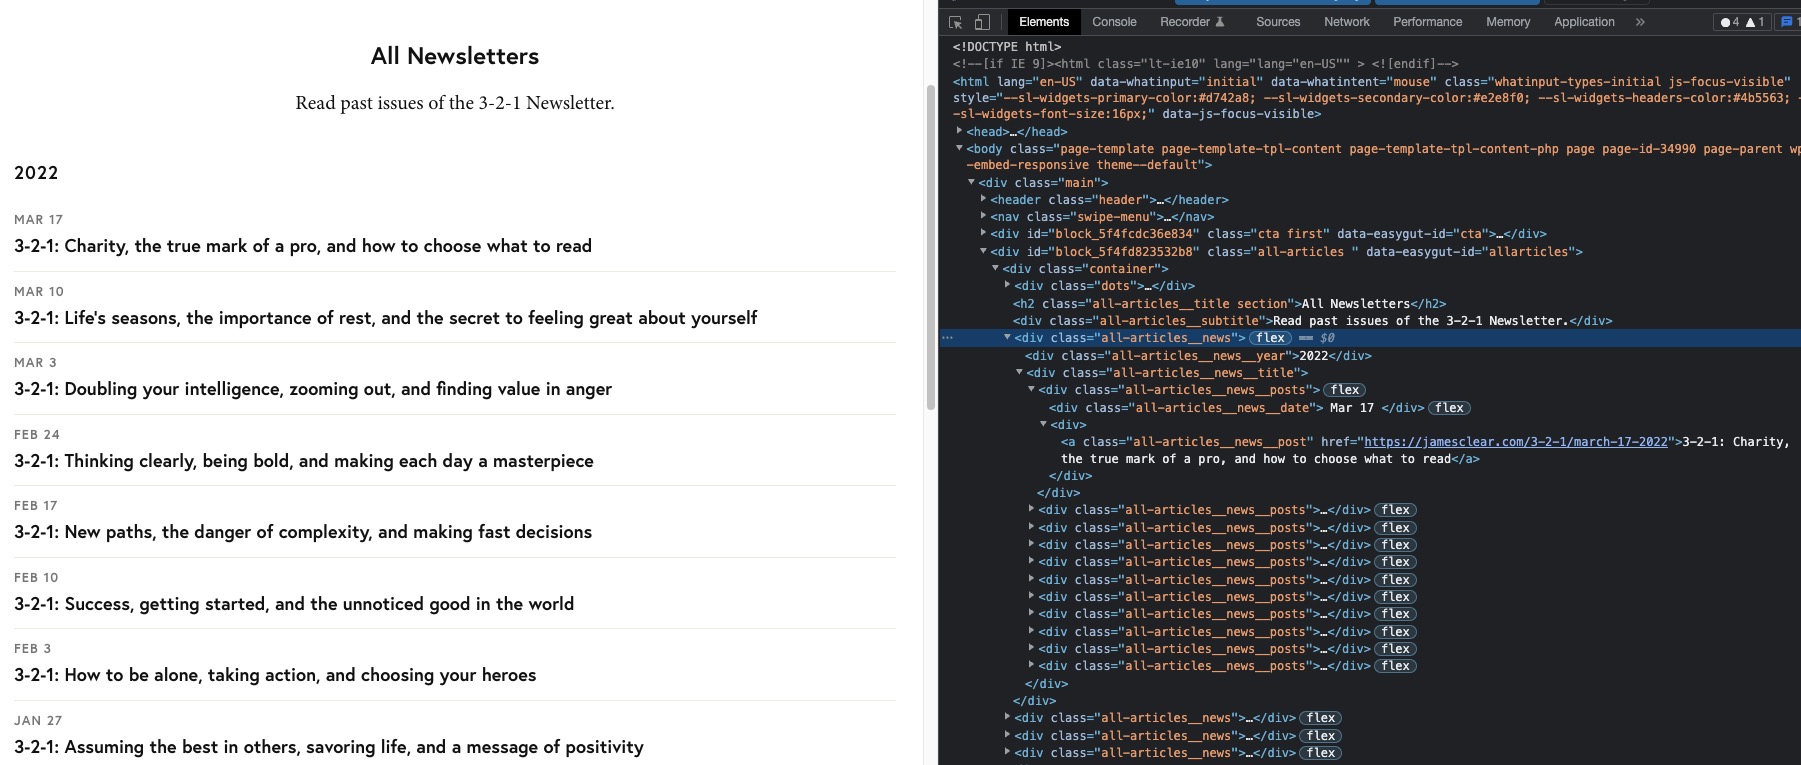 All Newsletters
Read past issues of the 3-2-1 Newsletter.
2022
MAR 17
3-2-1: Charity, the true mark of a pro, and how to choose what to read
MAR 10
3-2-1: Life's seasons, the importance of rest, and the secret to feeling great about yourself
MAR 3
3-2-1: Doubling your intelligence, zooming out, and finding value in anger
FEB 24
3-2-1: Thinking clearly, being bold, and making each day a masterpiece
FEB 17
3-2-1: New paths, the danger of complexity, and making fast decisions
FEB 10
3-2-1: Success, getting started, and the unnoticed good in the world
FEB 3
3-2-1: How to be alone, taking action, and choosing your heroes
JAN 27
3-2-1: Assuming the best in others, savoring life, and a message of positivity
Elements Console Recorder Sources Network Performance Memory Application » 4 1 1
<!DOCTYPE html>
<!--[if IE 9]><html class="lt-ie10" lang="lang="en-US"" > <![endif]-->
<html lang="en-US" data-whatinput="initial" data-whatintent="mouse" class="whatinput-types-initial js-focus-visible"
style="--sl-widgets-primary-color:#d742a8; --sl-widgets-secondary-color:#e2e8f0; --sl-widgets-headers-color:#4b5563; -
-sl-widgets-font-size:16px;" data-js-focus-visible>
<head>…</head>
<body class="page-template page-template-tpl-content page-template-tpl-content-php page page-id-34990 page-parent wp
-embed-responsive theme--default">
<div class="main">
<header class="header">…</header>
<nav class="swipe-menu">…</nav>
<div id="block_5f4fcdc36e834" class="cta first" data-easygut-id="cta">…</div>
<div id="block_5f4fd823532b8" class="all-articles " data-easygut-id="allarticles">
<div class="container">
<div class="dots">…</div>
<h2 class="all-articles__title section">All Newsletters</h2>
<div class="all-articles__subtitle">Read past issues of the 3-2-1 Newsletter.</div>
… <div class="all-articles__news"> flex == $0
<div class="all-articles__news__year">2022</div>
<div class="all-articles__news__title">
<div class="all-articles__news__posts"> flex
<div class="all-articles__news__date"> Mar 17 </div> flex
<div>
<a class="all-articles__news__post" href="https://jamesclear.com/3-2-1/march-17-2022">3-2-1: Charity,
the true mark of a pro, and how to choose what to read</a>
</div>
</div>
<div class="all-articles__news__posts">…</div> flex
<div class="all-articles__news__posts">…</div> flex
<div class="all-articles__news__posts">…</div> flex
<div class="all-articles__news__posts">…</div> flex
<div class="all-articles__news__posts">…</div> flex
<div class="all-articles__news__posts">…</div> flex
<div class="all-articles__news__posts">…</div> flex
<div class="all-articles__news__posts">…</div> flex
<div class="all-articles__news__posts">…</div> flex
<div class="all-articles__news__posts">…</div> flex
</div>
</div>
<div class="all-articles__news">…</div> flex
<div class="all-articles__news">…</div> flex
<div class="all-articles__news">…</div> flex